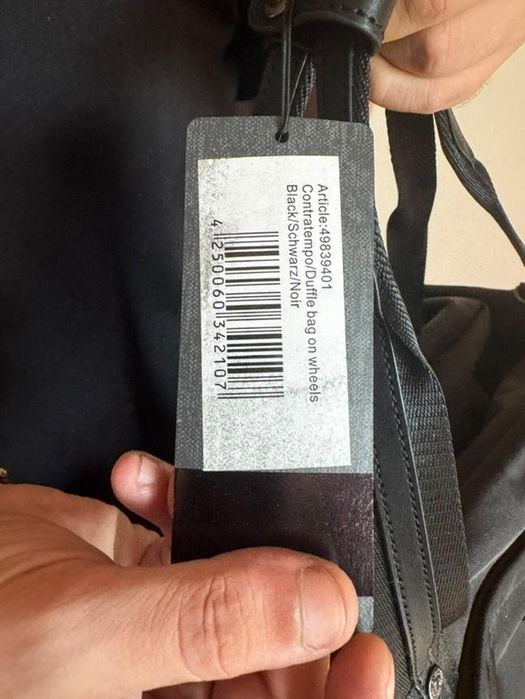 Article:49839401
Contratempo/Duffle bag on wheels
Black/Schwarz/Noir
4 250060 342107